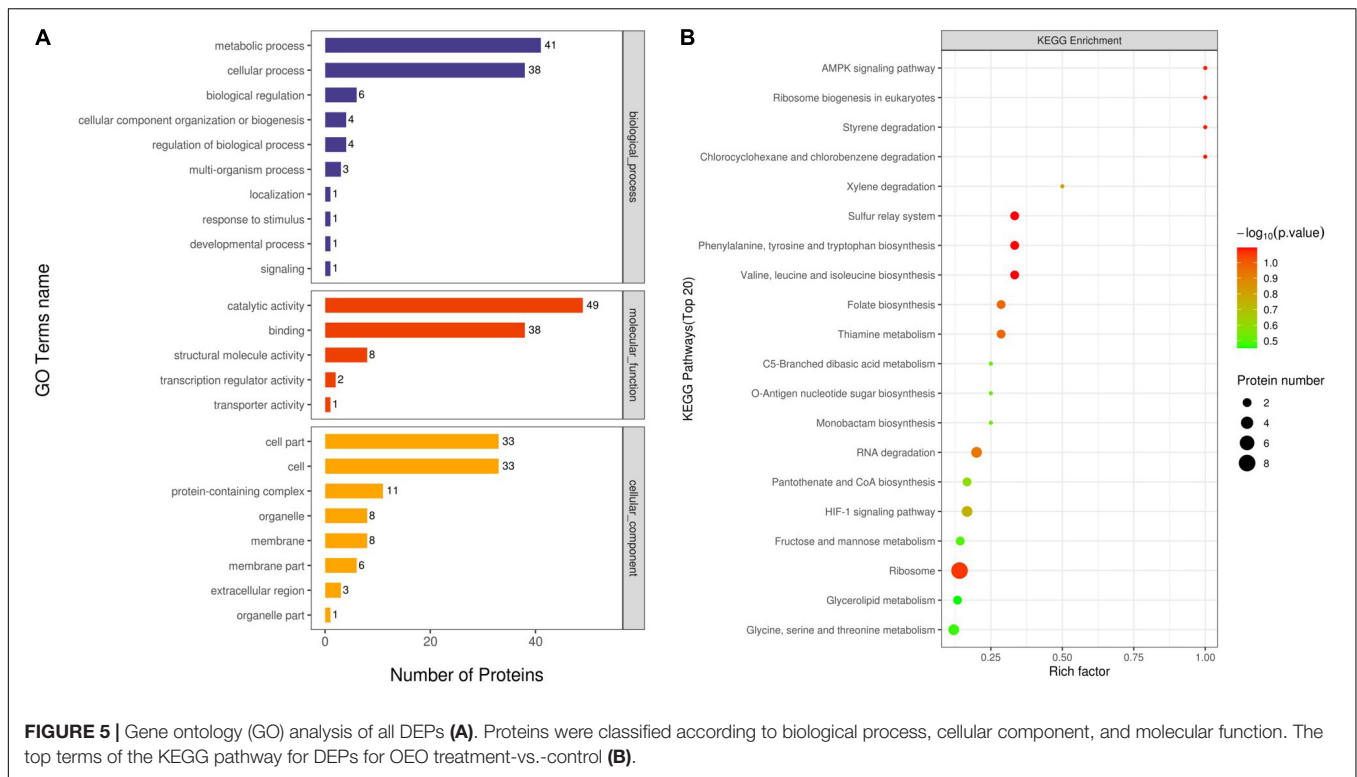 A
GO Terms name
metabolic process 41
cellular process 38
biological regulation 6
cellular component organization or biogenesis 4
regulation of biological process 4
multi-organism process 3
localization 1
response to stimulus 1
developmental process 1
signaling 1
biological_process
catalytic activity 49
binding 38
structural molecule activity 8
transcription regulator activity 2
transporter activity 1
molecular_function
cell part 33
cell 33
protein-containing complex 11
organelle 8
membrane 8
membrane part 6
extracellular region 3
organelle part 1
cellular_component
0 20 40
Number of Proteins
B
KEGG Enrichment
KEGG Pathways(Top 20)
AMPK signaling pathway
Ribosome biogenesis in eukaryotes
Styrene degradation
Chlorocyclohexane and chlorobenzene degradation
Xylene degradation
Sulfur relay system
Phenylalanine, tyrosine and tryptophan biosynthesis
Valine, leucine and isoleucine biosynthesis
Folate biosynthesis
Thiamine metabolism
C5-Branched dibasic acid metabolism
O-Antigen nucleotide sugar biosynthesis
Monobactam biosynthesis
RNA degradation
Pantothenate and CoA biosynthesis
HIF-1 signaling pathway
Fructose and mannose metabolism
Ribosome
Glycerolipid metabolism
Glycine, serine and threonine metabolism
0.25 0.50 0.75 1.00
Rich factor
−log10(p.value)
1.0
0.9
0.8
0.7
0.6
0.5
Protein number
2
4
6
8
FIGURE 5 | Gene ontology (GO) analysis of all DEPs (A). Proteins were classified according to biological process, cellular component, and molecular function. The
top terms of the KEGG pathway for DEPs for OEO treatment-vs.-control (B).